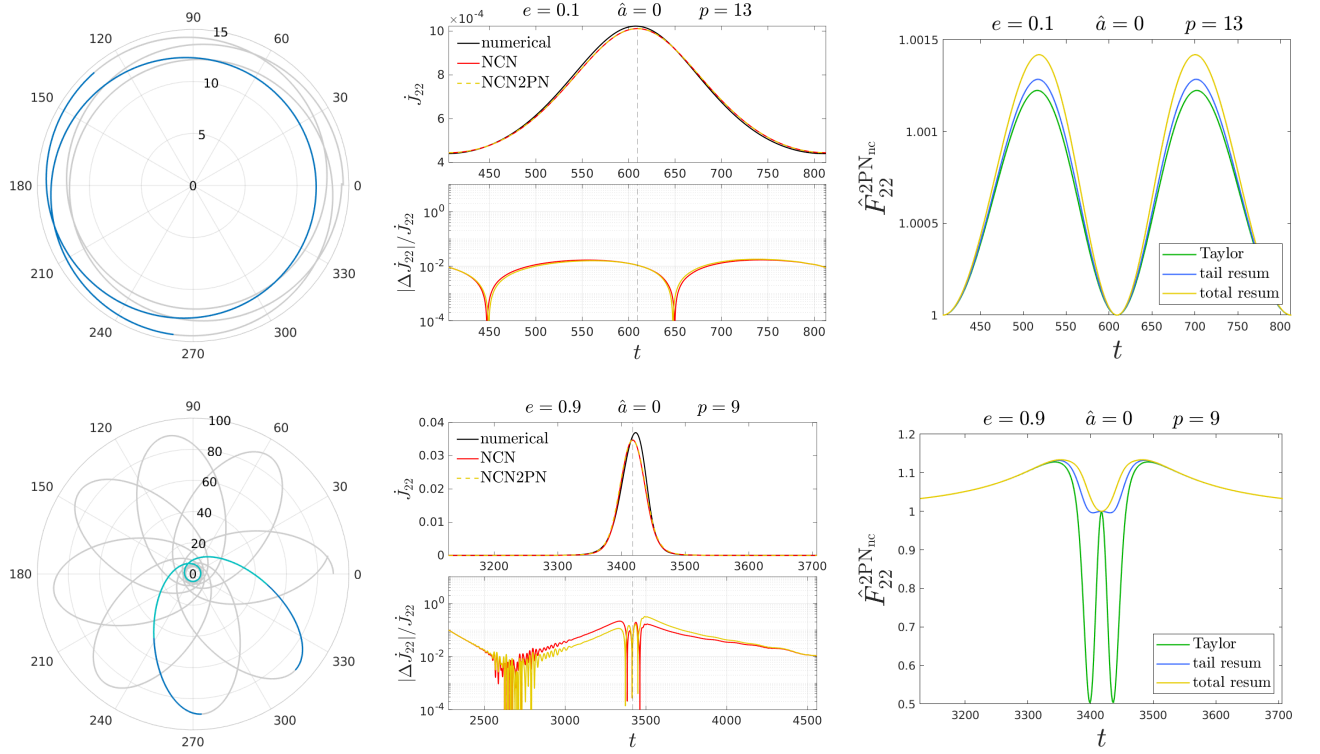 90
120
60
150
30
180
0
210
330
240
300
270
0
5
10
15
e = 0.1 â = 0 p = 13
×10⁻⁴
numerical
NCN
NCN2PN
J̇₂₂
10
8
6
4
450 500 550 600 650 700 750 800
|ΔJ̇₂₂|/J̇₂₂
10⁰
10⁻²
10⁻⁴
450 500 550 600 650 700 750 800
t
e = 0.1 â = 0 p = 13
1.0015
1.001
1.0005
1
F̂₂₂^{2PN_nc}
Taylor
tail resum
total resum
450 500 550 600 650 700 750 800
t
90
120
60
150
30
180
0
210
330
240
300
270
0
20
40
60
80
100
e = 0.9 â = 0 p = 9
numerical
NCN
NCN2PN
J̇₂₂
0.04
0.03
0.02
0.01
0
3200 3300 3400 3500 3600 3700
|ΔJ̇₂₂|/J̇₂₂
10⁰
10⁻²
10⁻⁴
2500 3000 3500 4000 4500
t
e = 0.9 â = 0 p = 9
1.2
1.1
1
0.9
0.8
0.7
0.6
0.5
F̂₂₂^{2PN_nc}
Taylor
tail resum
total resum
3200 3300 3400 3500 3600 3700
t